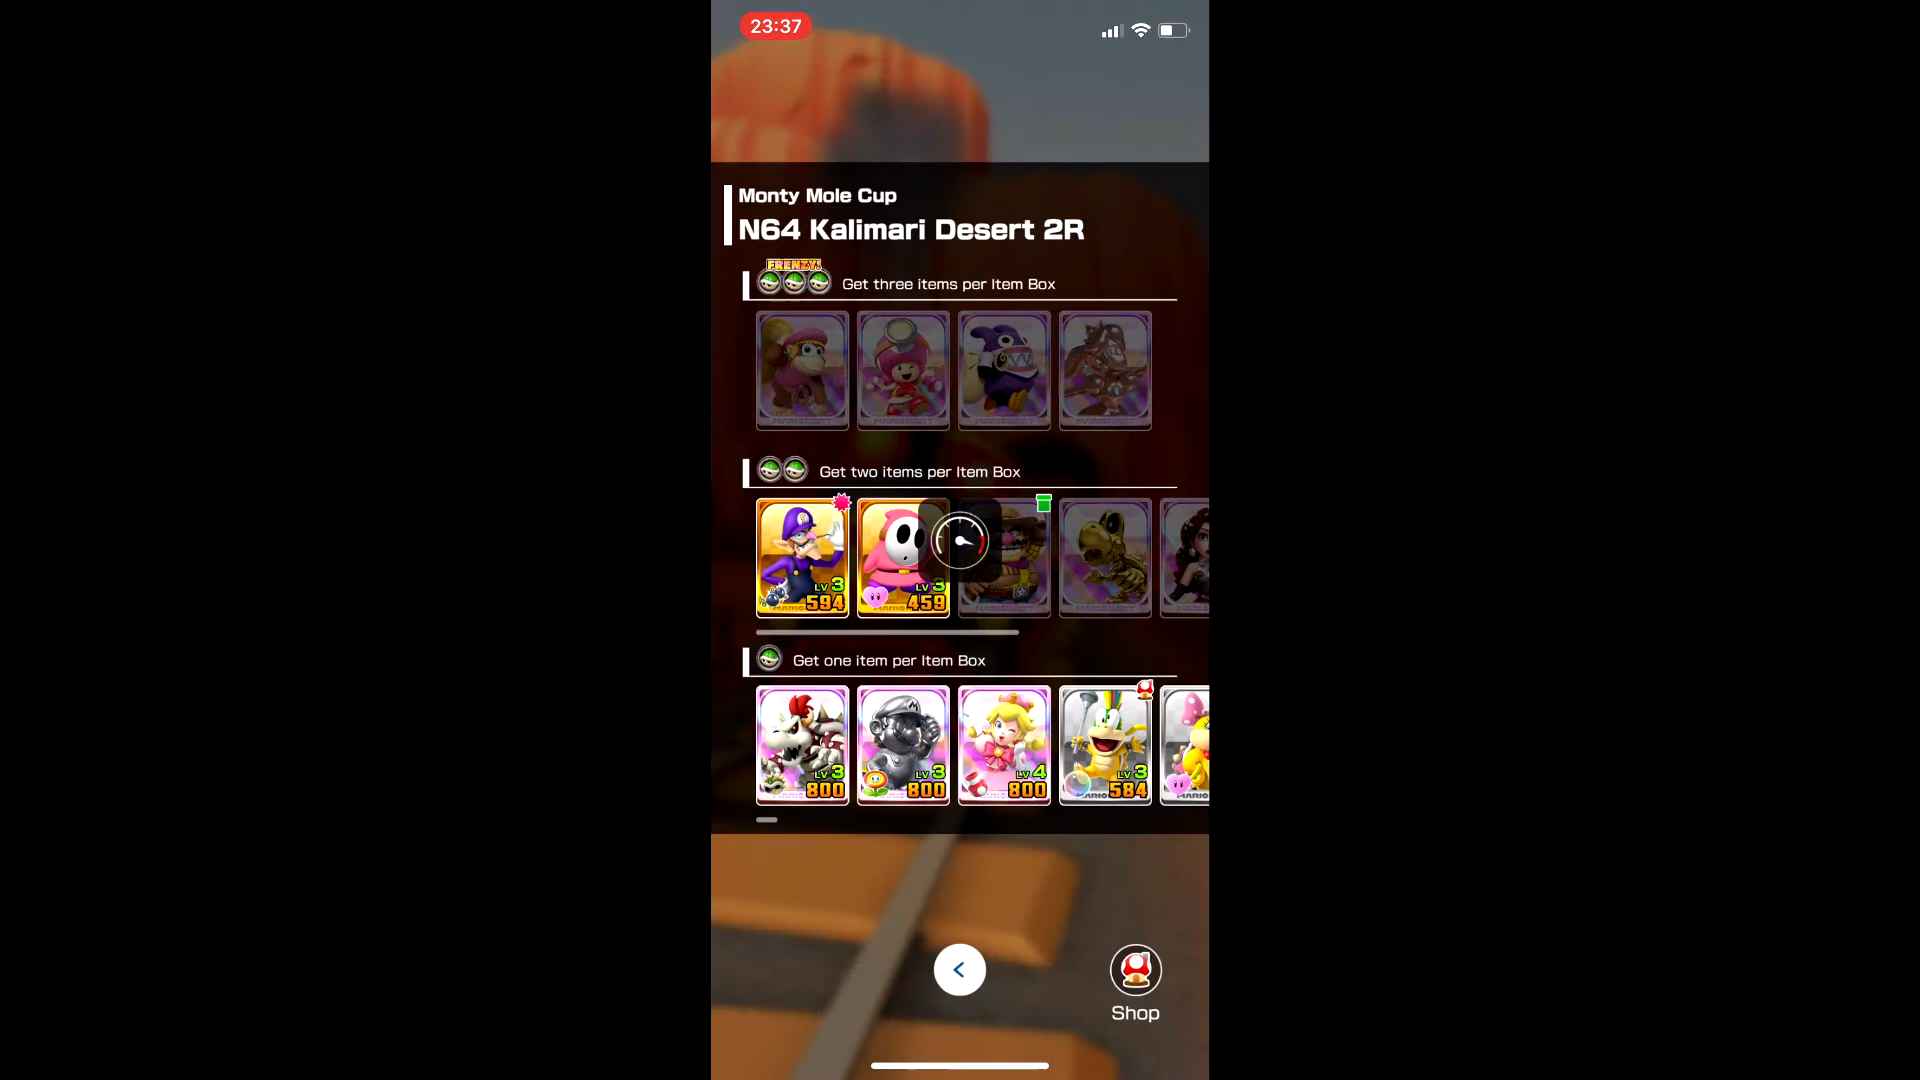 23:37
Monty Mole Cup
N64 Kalimari Desert 2R
FRENZY!
Get three items per Item Box
Get two items per Item Box
LV 3
594
LV 3
459
Get one item per Item Box
LV 3
800
LV 3
800
LV 4
800
LV 3
584
Shop